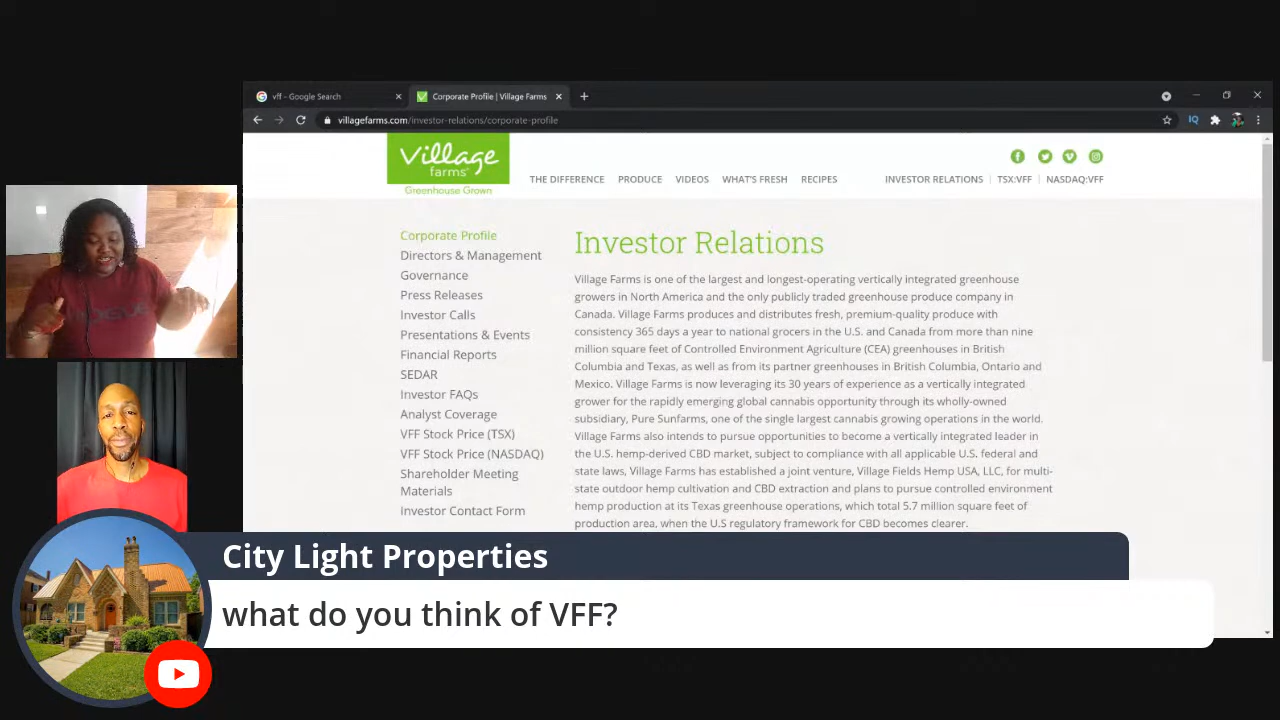 vff - Google Search
Corporate Profile | Village Farms
villagefarms.com/investor-relations/corporate-profile
IQ
Village
farms
Greenhouse Grown
THE DIFFERENCE PRODUCE VIDEOS WHAT'S FRESH RECIPES INVESTOR RELATIONS TSX:VFF NASDAQ:VFF
Corporate Profile
Directors & Management
Governance
Press Releases
Investor Calls
Presentations & Events
Financial Reports
SEDAR
Investor FAQs
Analyst Coverage
VFF Stock Price (TSX)
VFF Stock Price (NASDAQ)
Shareholder Meeting
Materials
Investor Contact Form
Investor Relations
Village Farms is one of the largest and longest-operating vertically integrated greenhouse
growers in North America and the only publicly traded greenhouse produce company in
Canada. Village Farms produces and distributes fresh, premium-quality produce with
consistency 365 days a year to national grocers in the U.S. and Canada from more than nine
million square feet of Controlled Environment Agriculture (CEA) greenhouses in British
Columbia and Texas, as well as from its partner greenhouses in British Columbia, Ontario and
Mexico. Village Farms is now leveraging its 30 years of experience as a vertically integrated
grower for the rapidly emerging global cannabis opportunity through its wholly-owned
subsidiary, Pure Sunfarms, one of the single largest cannabis growing operations in the world.
Village Farms also intends to pursue opportunities to become a vertically integrated leader in
the U.S. hemp-derived CBD market, subject to compliance with all applicable U.S. federal and
state laws, Village Farms has established a joint venture, Village Fields Hemp USA, LLC, for multi-
state outdoor hemp cultivation and CBD extraction and plans to pursue controlled environment
hemp production at its Texas greenhouse operations, which total 5.7 million square feet of
production area, when the U.S regulatory framework for CBD becomes clearer.
City Light Properties
what do you think of VFF?